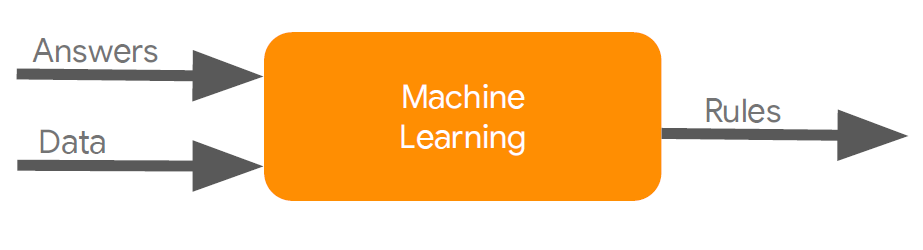 Answers
Data
Machine
Learning
Rules